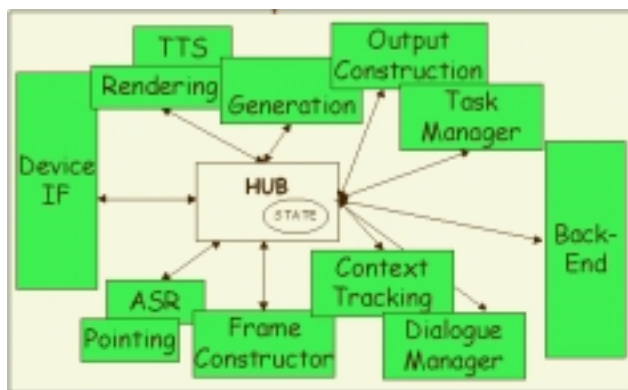 TTS
Rendering
Generation
Output
Construction
Task
Manager
Device
IF
HUB
STATE
Back-
End
ASR
Pointing
Frame
Constructor
Context
Tracking
Dialogue
Manager